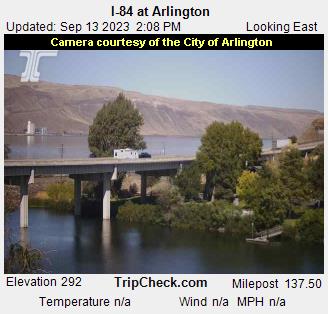 I-84 at Arlington
Updated: Sep 13 2023 2:08 PM Looking East
Camera courtesy of the City of Arlington
Elevation 292 TripCheck.com Milepost 137.50
Temperature n/a Wind n/a MPH n/a